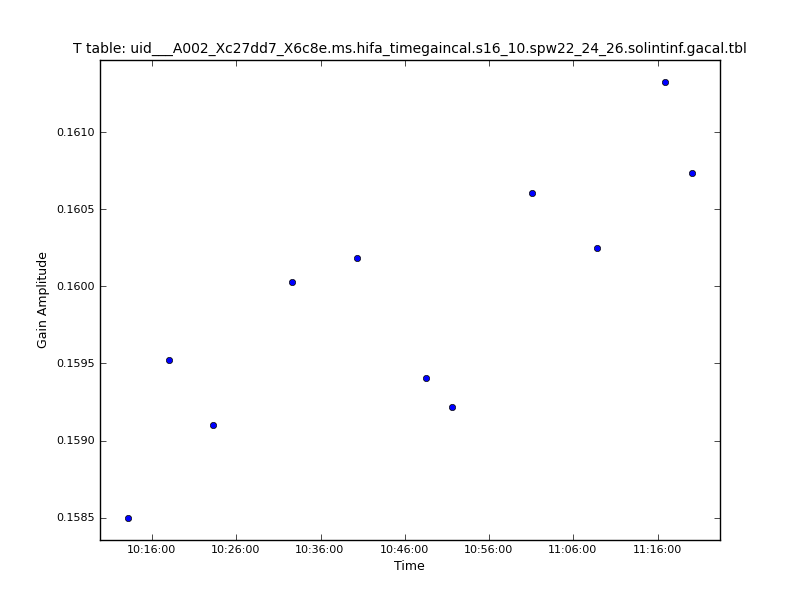 T table: uid___A002_Xc27dd7_X6c8e.ms.hifa_timegaincal.s16_10.spw22_24_26.solintinf.gacal.tbl
0.1610
0.1605
0.1600
0.1595
0.1590
0.1585
Gain Amplitude
10:16:00 10:26:00 10:36:00 10:46:00 10:56:00 11:06:00 11:16:00
Time